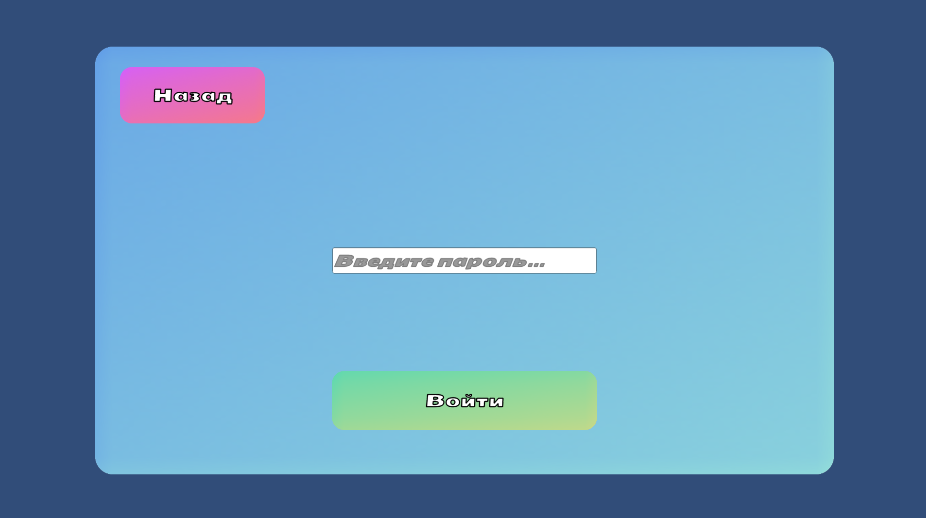 Назад
Введите пароль...
Войти